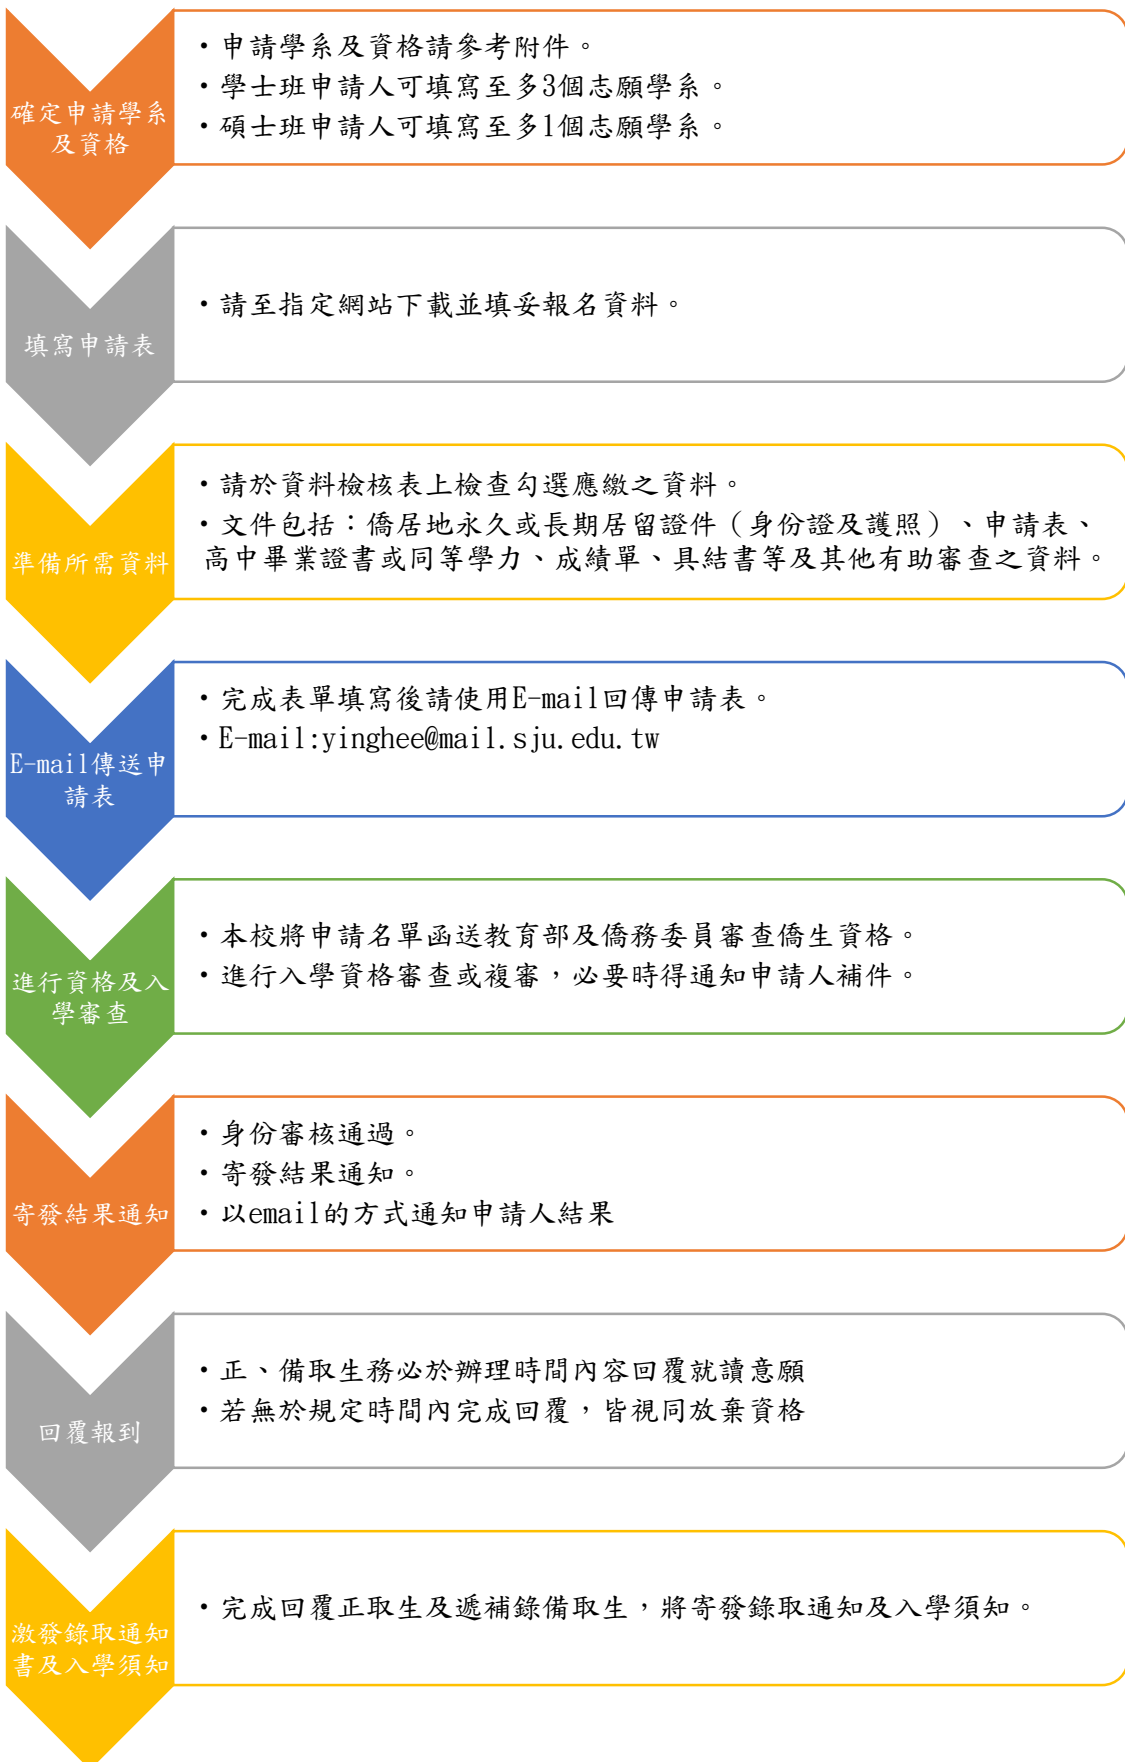 確定申請學系
及資格
・申請學系及資格請參考附件。
・學士班申請人可填寫至多3個志願學系。
・碩士班申請人可填寫至多1個志願學系。
填寫申請表
・請至指定網站下載並填妥報名資料。
準備所需資料
・請於資料檢核表上檢查勾選應繳之資料。
・文件包括：僑居地永久或長期居留證件（身份證及護照）、申請表、
高中畢業證書或同等學力、成績單、具結書等及其他有助審查之資料。
E-mail傳送申
請表
・完成表單填寫後請使用E-mail回傳申請表。
・E-mail:yinghee@mail.sju.edu.tw
進行資格及入
學審查
・本校將申請名單函送教育部及僑務委員審查僑生資格。
・進行入學資格審查或複審，必要時得通知申請人補件。
寄發結果通知
・身份審核通過。
・寄發結果通知。
・以email的方式通知申請人結果
回覆報到
・正、備取生務必於辦理時間內容回覆就讀意願
・若無於規定時間內完成回覆，皆視同放棄資格
激發錄取通知
書及入學須知
・完成回覆正取生及遞補錄備取生，將寄發錄取通知及入學須知。